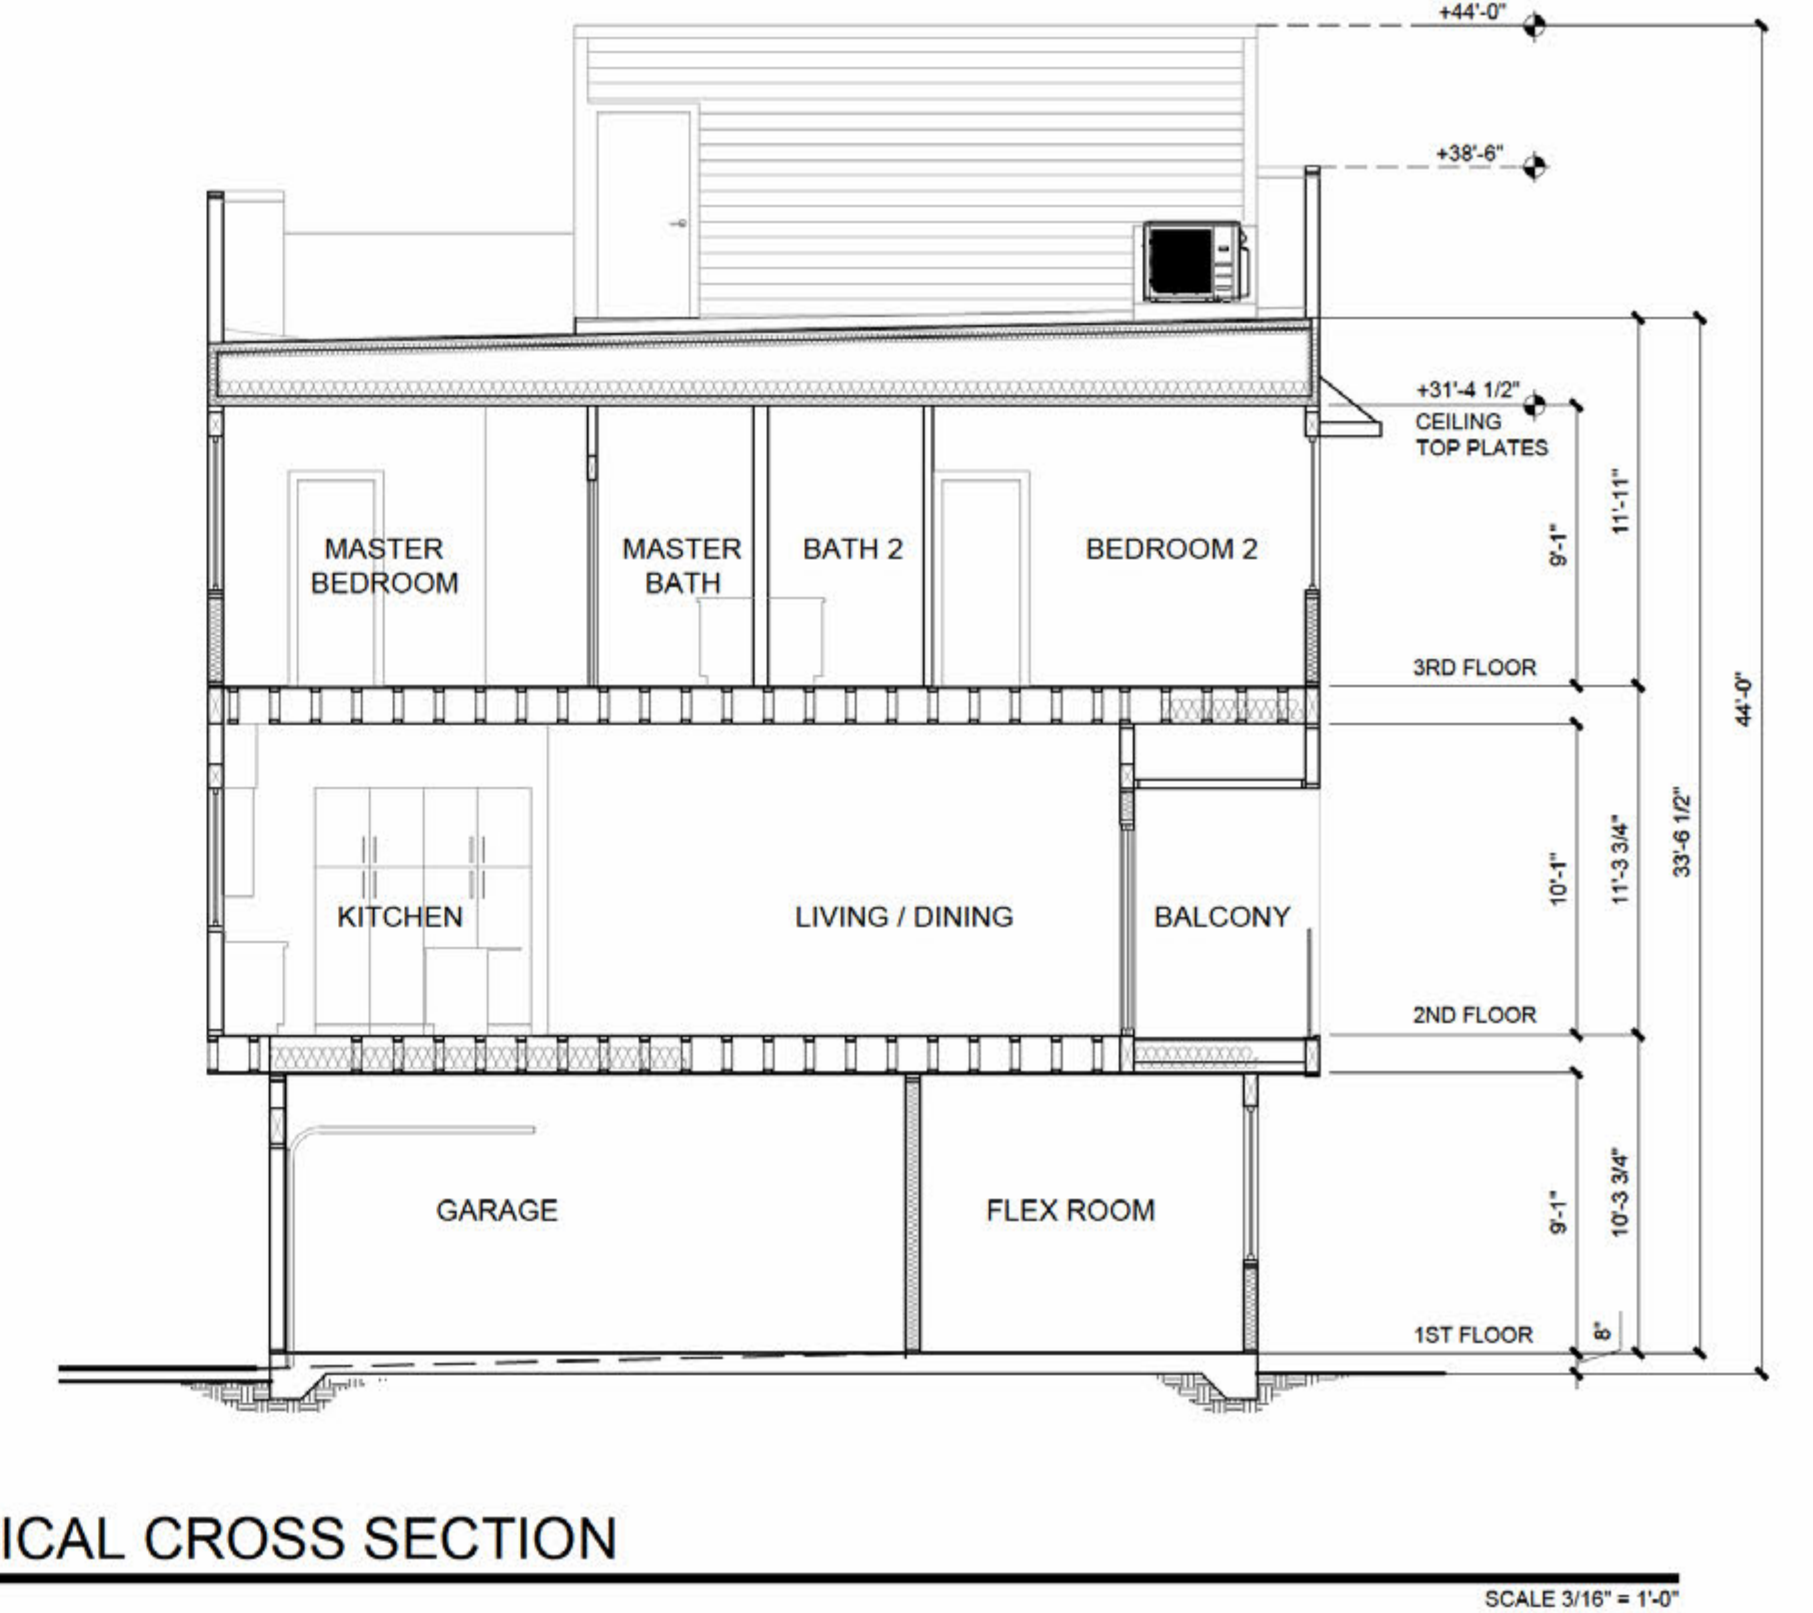 +44'-0"
+38'-6"
+31'-4 1/2"
CEILING
TOP PLATES
11'-11"
9'-1"
MASTER
BEDROOM
MASTER
BATH
BATH 2
BEDROOM 2
3RD FLOOR
44'-0"
33'-6 1/2"
11'-3 3/4"
10'-1"
KITCHEN
LIVING / DINING
BALCONY
2ND FLOOR
10'-3 3/4"
9'-1"
GARAGE
FLEX ROOM
1ST FLOOR
8"
ICAL CROSS SECTION
SCALE 3/16" = 1'-0"